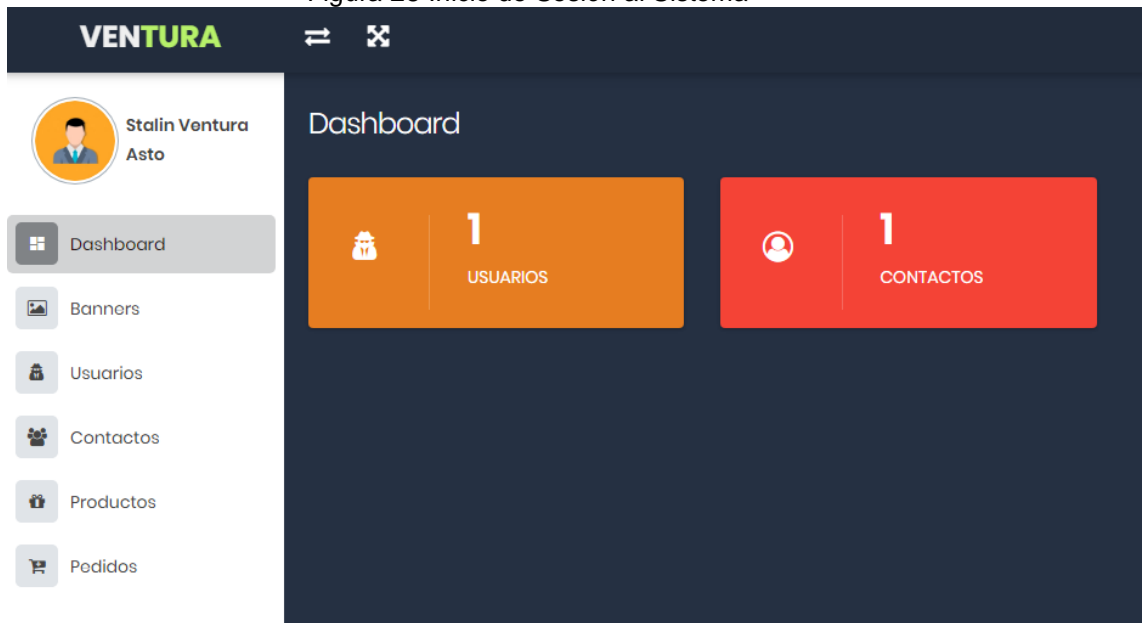 VENTURA
Stalin Ventura
Asto
Dashboard
Banners
Usuarios
Contactos
Productos
Pedidos
Dashboard
1
USUARIOS
1
CONTACTOS